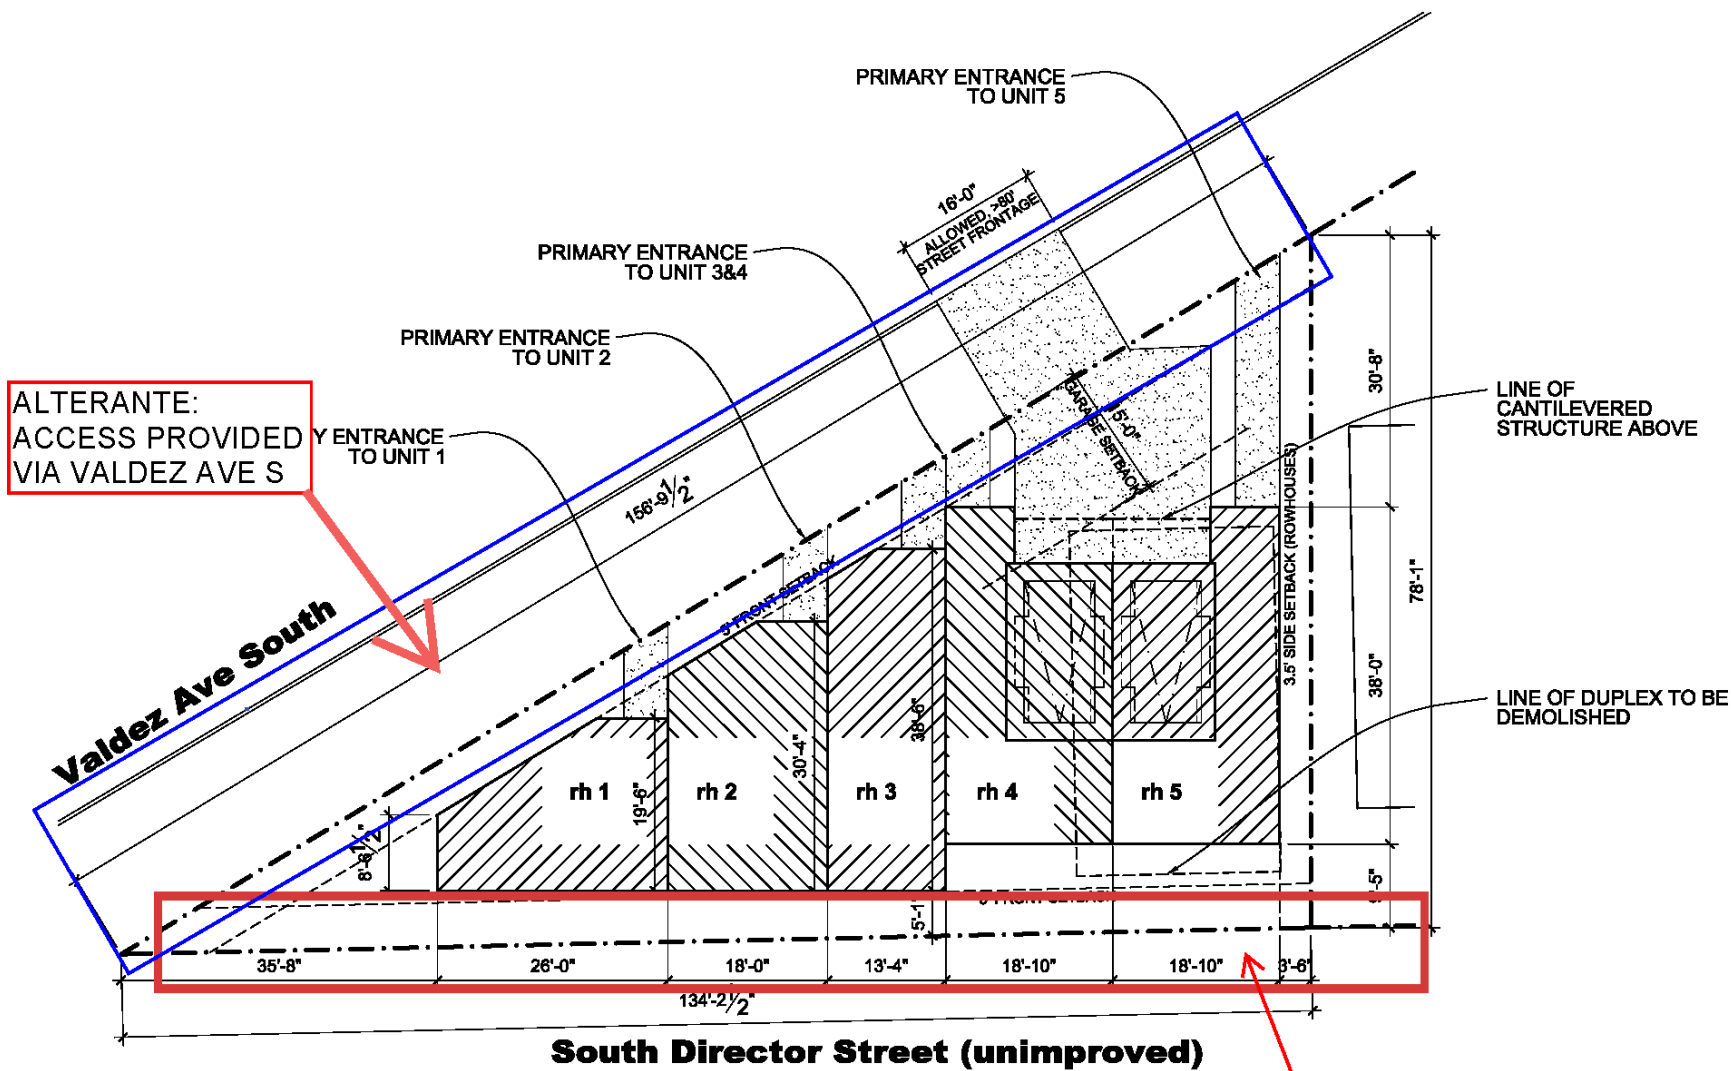 PRIMARY ENTRANCE
TO UNIT 5
16'-0"
ALLOWED, >80'
STREET FRONTAGE
PRIMARY ENTRANCE
TO UNIT 3&4
PRIMARY ENTRANCE
TO UNIT 2
ALTERANTE:
ACCESS PROVIDED
VIA VALDEZ AVE S
Y ENTRANCE
TO UNIT 1
156'-9 1/2"
GARAGE SETBACK
15'-0"
30'-8"
LINE OF
CANTILEVERED
STRUCTURE ABOVE
3.5' SIDE SETBACK (ROWHOUSES)
78'-1"
38'-0"
5' FRONT SETBACK
Valdez Ave South
LINE OF DUPLEX TO BE
DEMOLISHED
rh 1
rh 2
rh 3
rh 4
rh 5
8'-6 1/2"
19'-6"
30'-4"
38'-6"
5'-1"
FRONT SETBACK
35'-8"
26'-0"
18'-0"
13'-4"
18'-10"
18'-10"
3'-6"
134'-2 1/2"
South Director Street (unimproved)